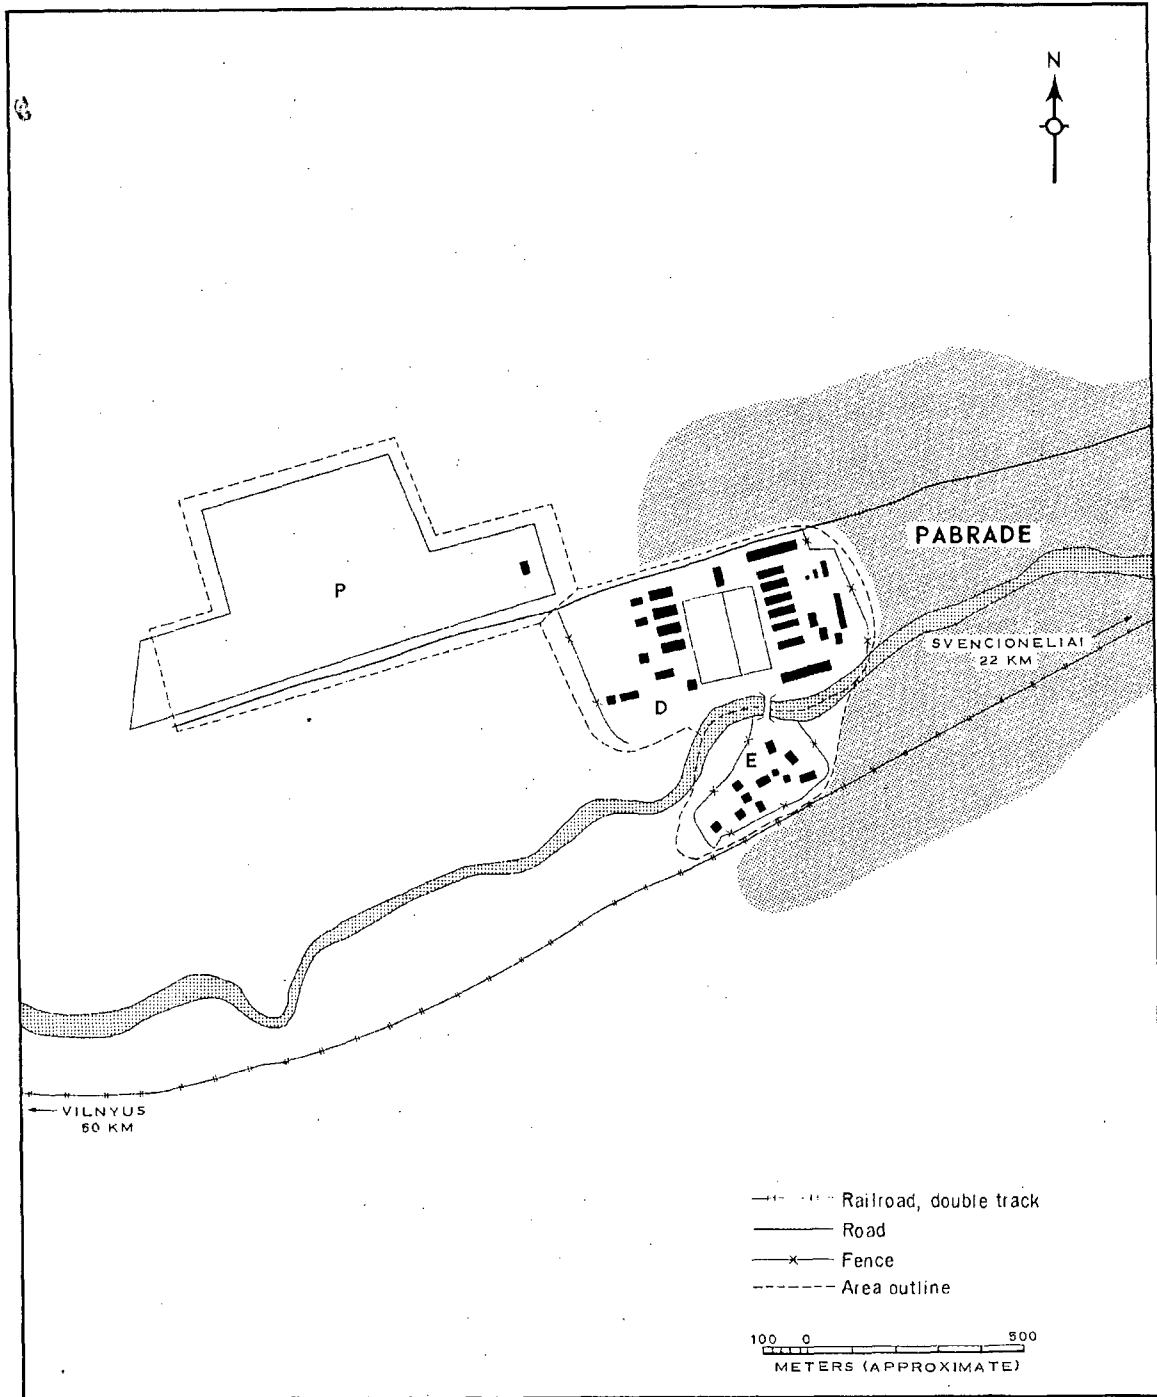 N
PABRADE
P
SVENCIONELIAI
22 KM
D
E
VILNYUS
50 KM
Railroad, double track
Road
Fence
Area outline
100 0 500
METERS (APPROXIMATE)